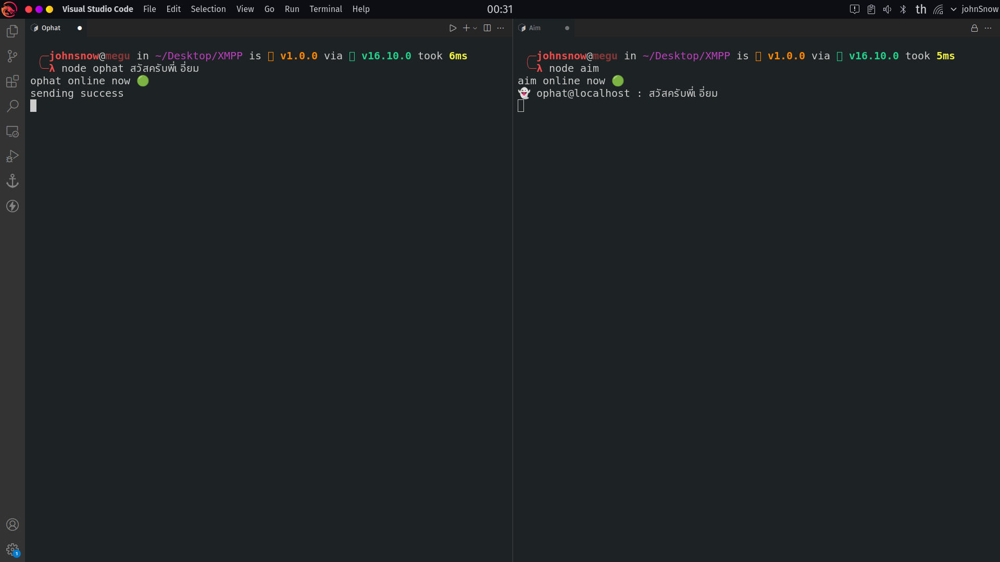 Visual Studio Code File Edit Selection View Go Run Terminal Help 00:31 th johnSnow
Ophat
johnsnow@megu in ~/Desktop/XMPP is v1.0.0 via v16.10.0 took 6ms
λ node ophat สวัสครับพี่เอี่ยม
ophat online now 🟢
sending success
Aim
johnsnow@megu in ~/Desktop/XMPP is v1.0.0 via v16.10.0 took 5ms
λ node aim
aim online now 🟢
👻 ophat@localhost : สวัสครับพี่เอี่ยม
1